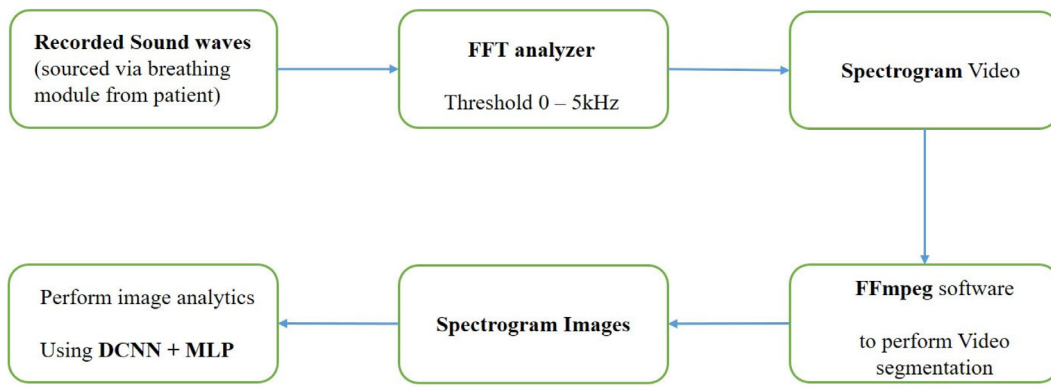 Recorded Sound waves
(sourced via breathing
module from patient)
FFT analyzer
Threshold 0 – 5kHz
Spectrogram Video
FFmpeg software
to perform Video
segmentation
Spectrogram Images
Perform image analytics
Using DCNN + MLP